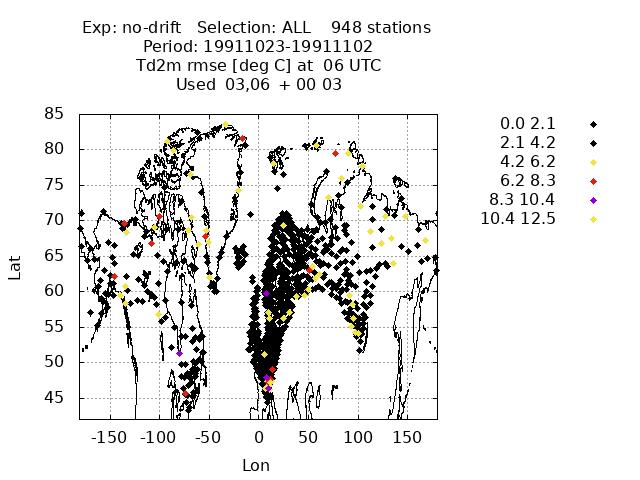 Exp: no-drift Selection: ALL 948 stations
Period: 19911023-19911102
Td2m rmse [deg C] at 06 UTC
Used 03,06 + 00 03
85
80
75
70
65
60
55
50
45
Lat
-150 -100 -50 0 50 100 150
Lon
0.0 2.1
2.1 4.2
4.2 6.2
6.2 8.3
8.3 10.4
10.4 12.5